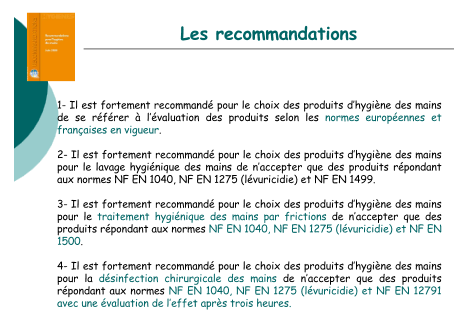 Les recommandations
1- Il est fortement recommandé pour le choix des produits d'hygiène des mains
de se référer à l'évaluation des produits selon les normes européennes et
françaises en vigueur.
2- Il est fortement recommandé pour le choix des produits d'hygiène des mains
pour le lavage hygiénique des mains de n'accepter que des produits répondant
aux normes NF EN 1040, NF EN 1275 (lévuricidie) et NF EN 1499.
3- Il est fortement recommandé pour le choix des produits d'hygiène des mains
pour le traitement hygiénique des mains par frictions de n'accepter que des
produits répondant aux normes NF EN 1040, NF EN 1275 (lévuricidie) et NF EN
1500.
4- Il est fortement recommandé pour le choix des produits d'hygiène des mains
pour la désinfection chirurgicale des mains de n'accepter que des produits
répondant aux normes NF EN 1040, NF EN 1275 (lévuricidie) et NF EN 12791
avec une évaluation de l'effet après trois heures.